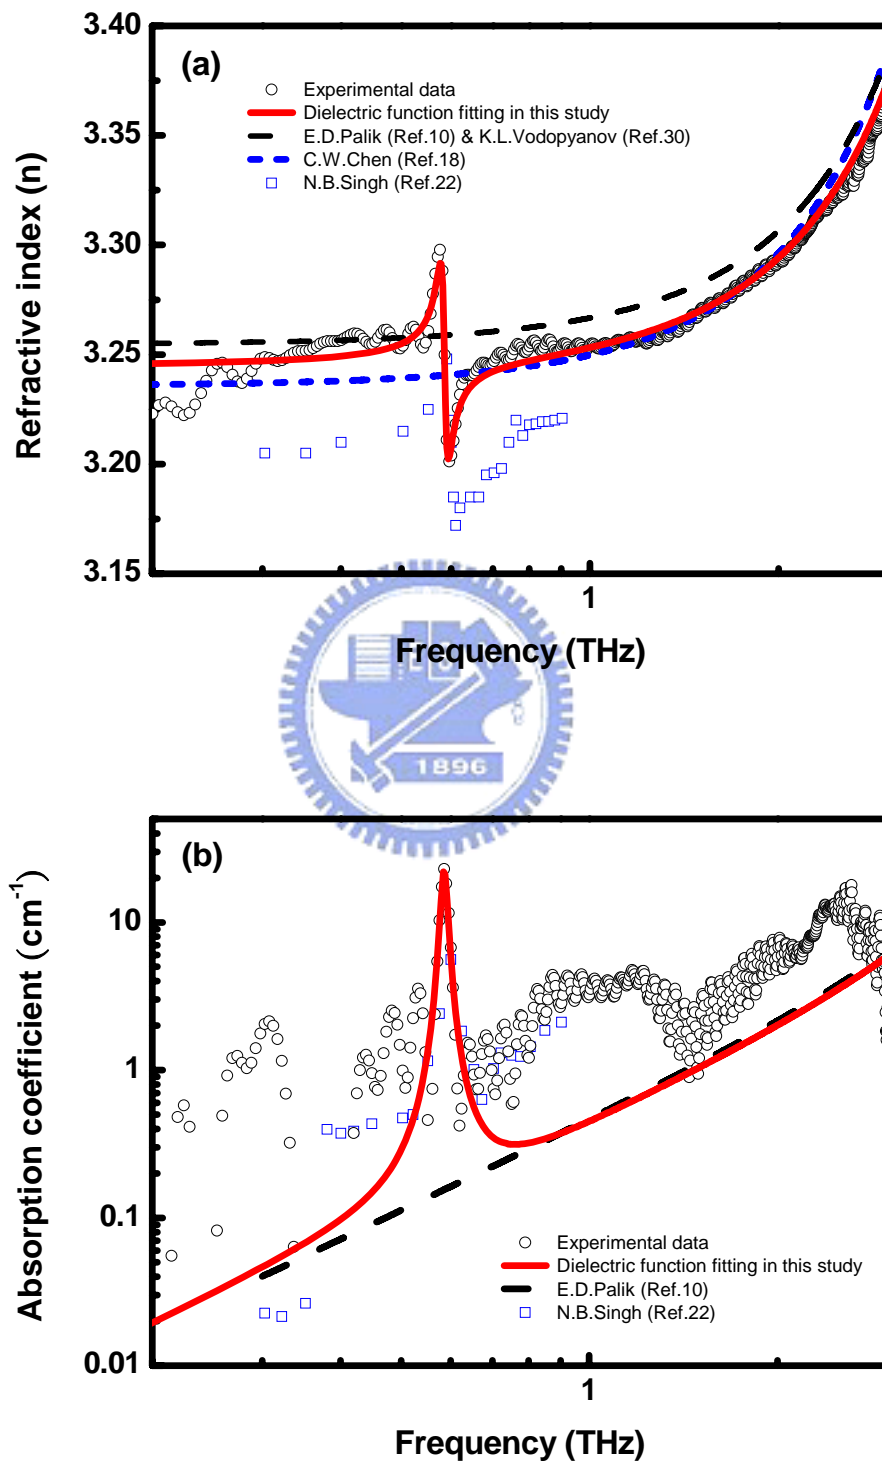 3.40
3.35
3.30
3.25
3.20
3.15
Refractive index (n)
(a)
Experimental data
Dielectric function fitting in this study
E.D.Palik (Ref.10) & K.L.Vodopyanov (Ref.30)
C.W.Chen (Ref.18)
N.B.Singh (Ref.22)
1
Frequency (THz)
1896
(b)
10
1
0.1
0.01
Absorption coefficient (cm⁻¹)
Experimental data
Dielectric function fitting in this study
E.D.Palik (Ref.10)
N.B.Singh (Ref.22)
1
Frequency (THz)